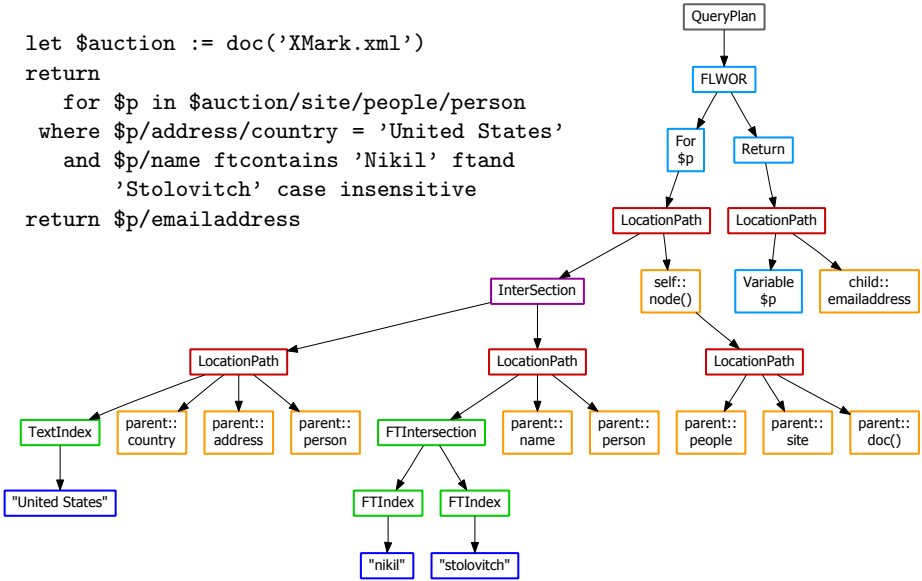 let $auction := doc(’XMark.xml’)
return
for $p in $auction/site/people/person
where $p/address/country = ’United States’
and $p/name ftcontains ’Nikil’ ftand
’Stolovitch’ case insensitive
return $p/emailaddress
QueryPlan
FLWOR
For
$p
Return
LocationPath
LocationPath
InterSection
self::
node()
Variable
$p
child::
emailaddress
LocationPath
LocationPath
LocationPath
TextIndex
parent::
country
parent::
address
parent::
person
FTIntersection
parent::
name
parent::
person
parent::
people
parent::
site
parent::
doc()
"United States"
FTIndex
FTIndex
"nikil"
"stolovitch"